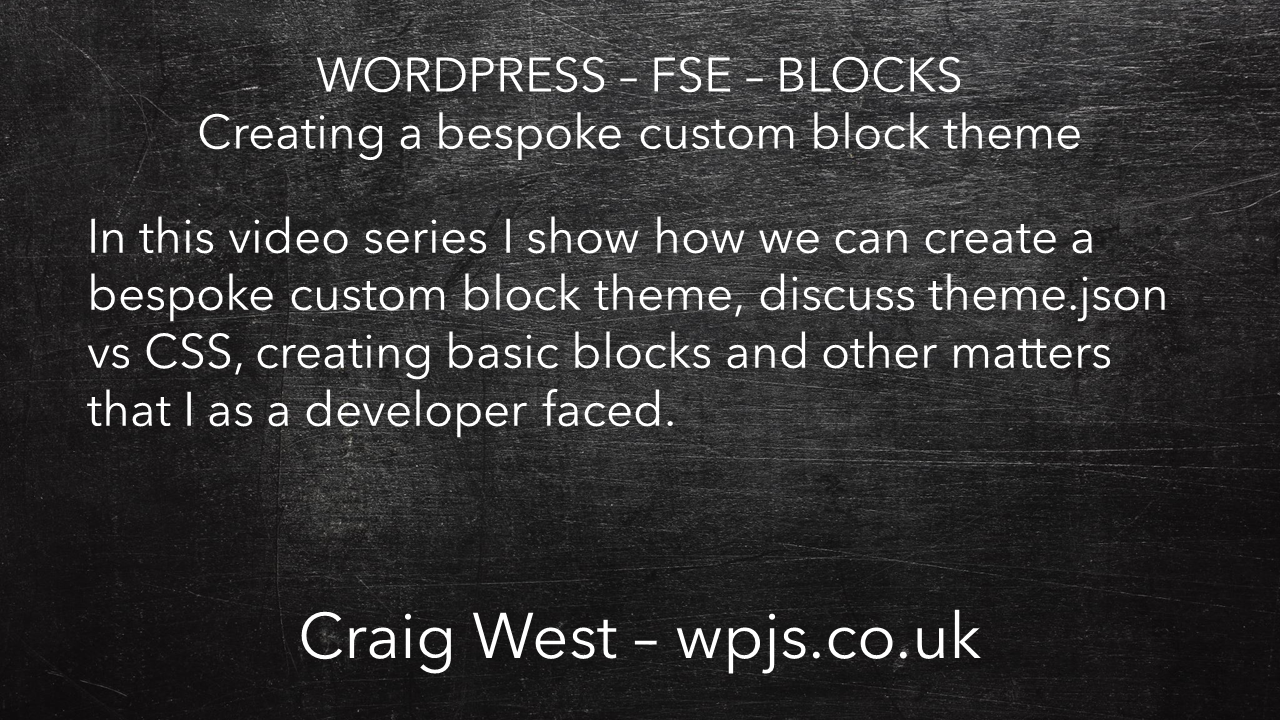 WORDPRESS – FSE – BLOCKS
Creating a bespoke custom block theme
In this video series I show how we can create a
bespoke custom block theme, discuss theme.json
vs CSS, creating basic blocks and other matters
that I as a developer faced.
Craig West – wpjs.co.uk